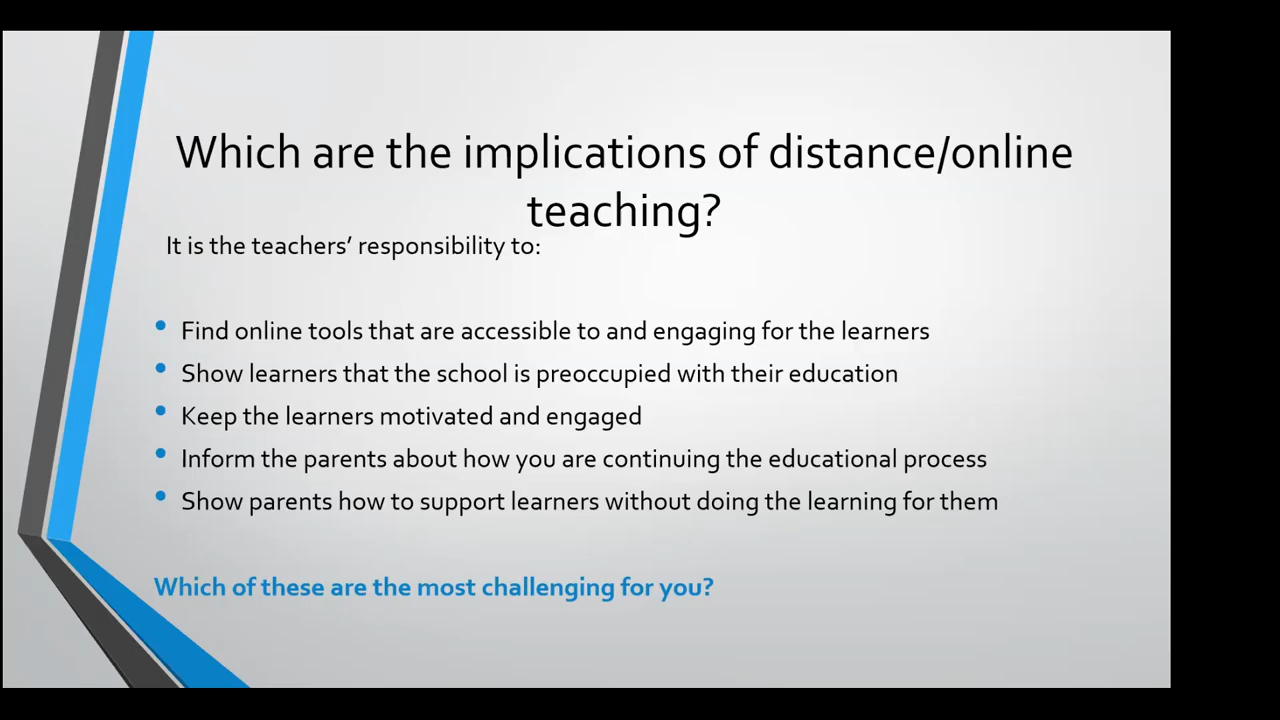 Which are the implications of distance/online
teaching?
It is the teachers’ responsibility to:
• Find online tools that are accessible to and engaging for the learners
• Show learners that the school is preoccupied with their education
• Keep the learners motivated and engaged
• Inform the parents about how you are continuing the educational process
• Show parents how to support learners without doing the learning for them
Which of these are the most challenging for you?